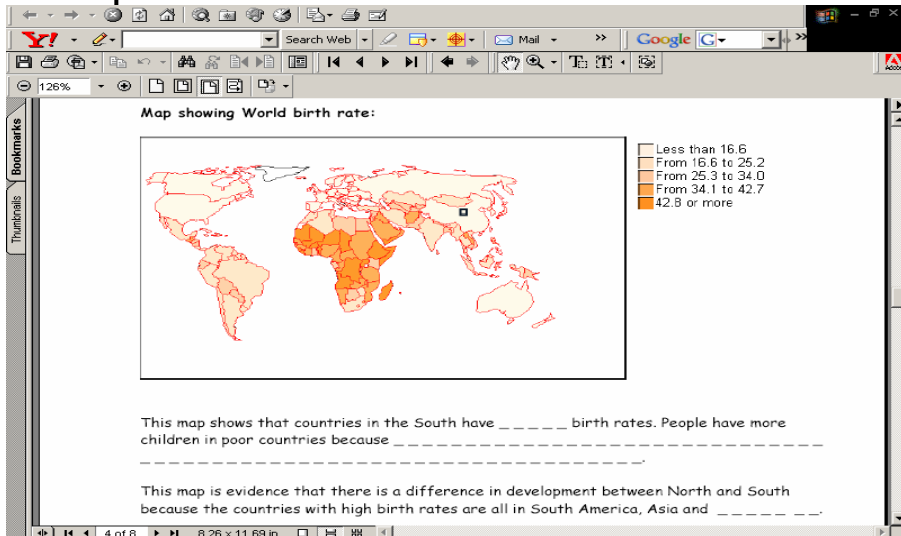 Y!
Search Web
Mail
»
Google
G
»
126%
Adobe
Bookmarks
Thumbnails
Map showing World birth rate:
Less than 16.6
From 16.6 to 25.2
From 25.3 to 34.0
From 34.1 to 42.7
42.8 or more
This map shows that countries in the South have _ _ _ _ _ birth rates. People have more
children in poor countries because _ _ _ _ _ _ _ _ _ _ _ _ _ _ _ _ _ _ _ _ _ _ _ _ _ _ _ _ _ _ _
_ _ _ _ _ _ _ _ _ _ _ _ _ _ _ _ _ _ _ _ _ _ _ _ _ _ _ _ _ _ _ _ _ _ _ _.
This map is evidence that there is a difference in development between North and South
because the countries with high birth rates are all in South America, Asia and _ _ _ _ _ _ _.
4 of 8
8.26 x 11.69 in